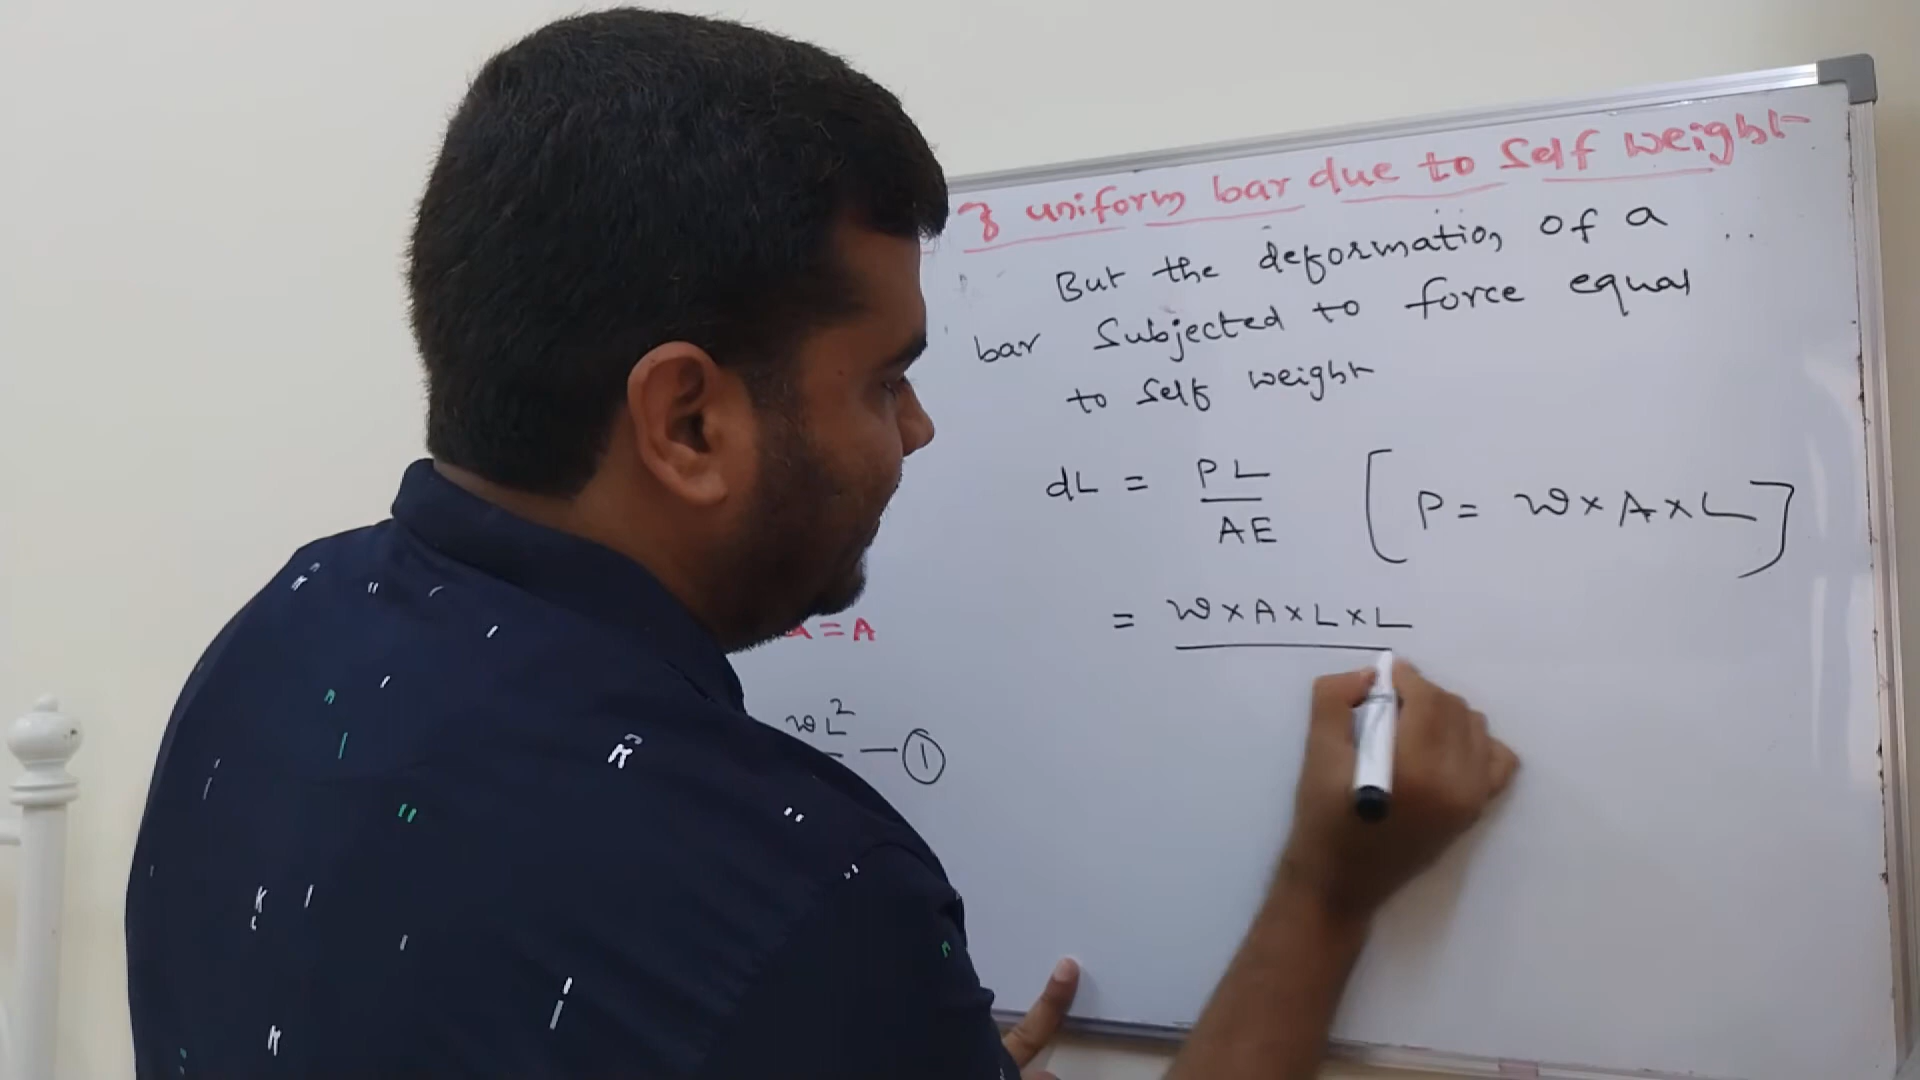 uniform bar due to Self weight
But the deformation of a
bar Subjected to force equal
to Self weight
dL = PL / AE [P = w × A × L]
= w × A × L × L
= A
wL² — ①